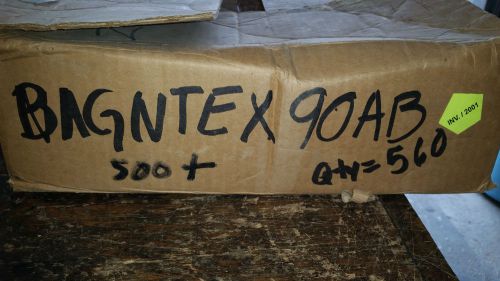 BAGNTEX 90AB
500+ Qty=560
INV. / 2001